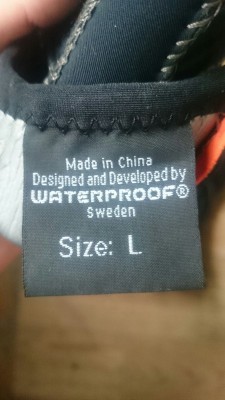 Made in China
Designed and Developed by
WATERPROOF®
Sweden
Size: L